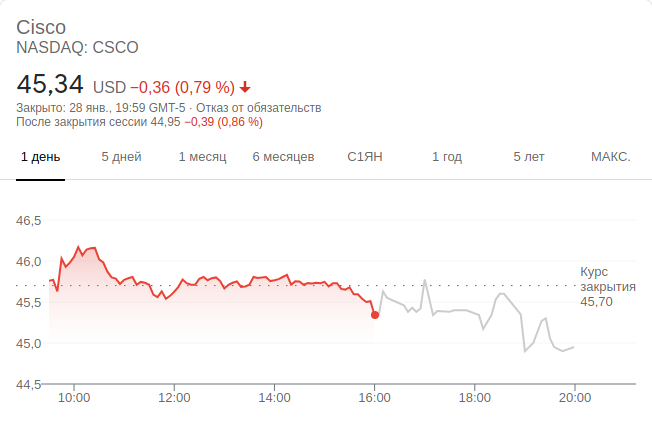 Cisco
NASDAQ: CSCO
45,34 USD −0,36 (0,79 %)
Закрыто: 28 янв., 19:59 GMT-5 · Отказ от обязательств
После закрытия сессии 44,95 −0,39 (0,86 %)
1 день 5 дней 1 месяц 6 месяцев С1ЯН 1 год 5 лет МАКС.
46,5
46,0
Курс
закрытия
45,70
45,5
45,0
44,5
10:00 12:00 14:00 16:00 18:00 20:00